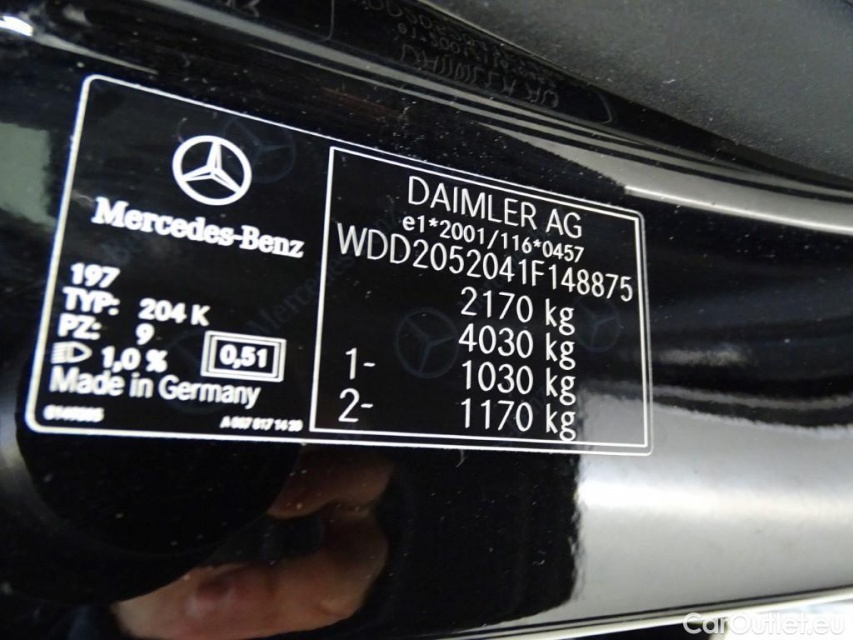 Mercedes-Benz
197
TYP: 204 K
PZ: 9
1,0 %
0,51
Made in Germany
DAIMLER AG
e1*2001/116*0457
WDD2052041F148875
2170 kg
4030 kg
1- 1030 kg
2- 1170 kg
CarOutlet.eu